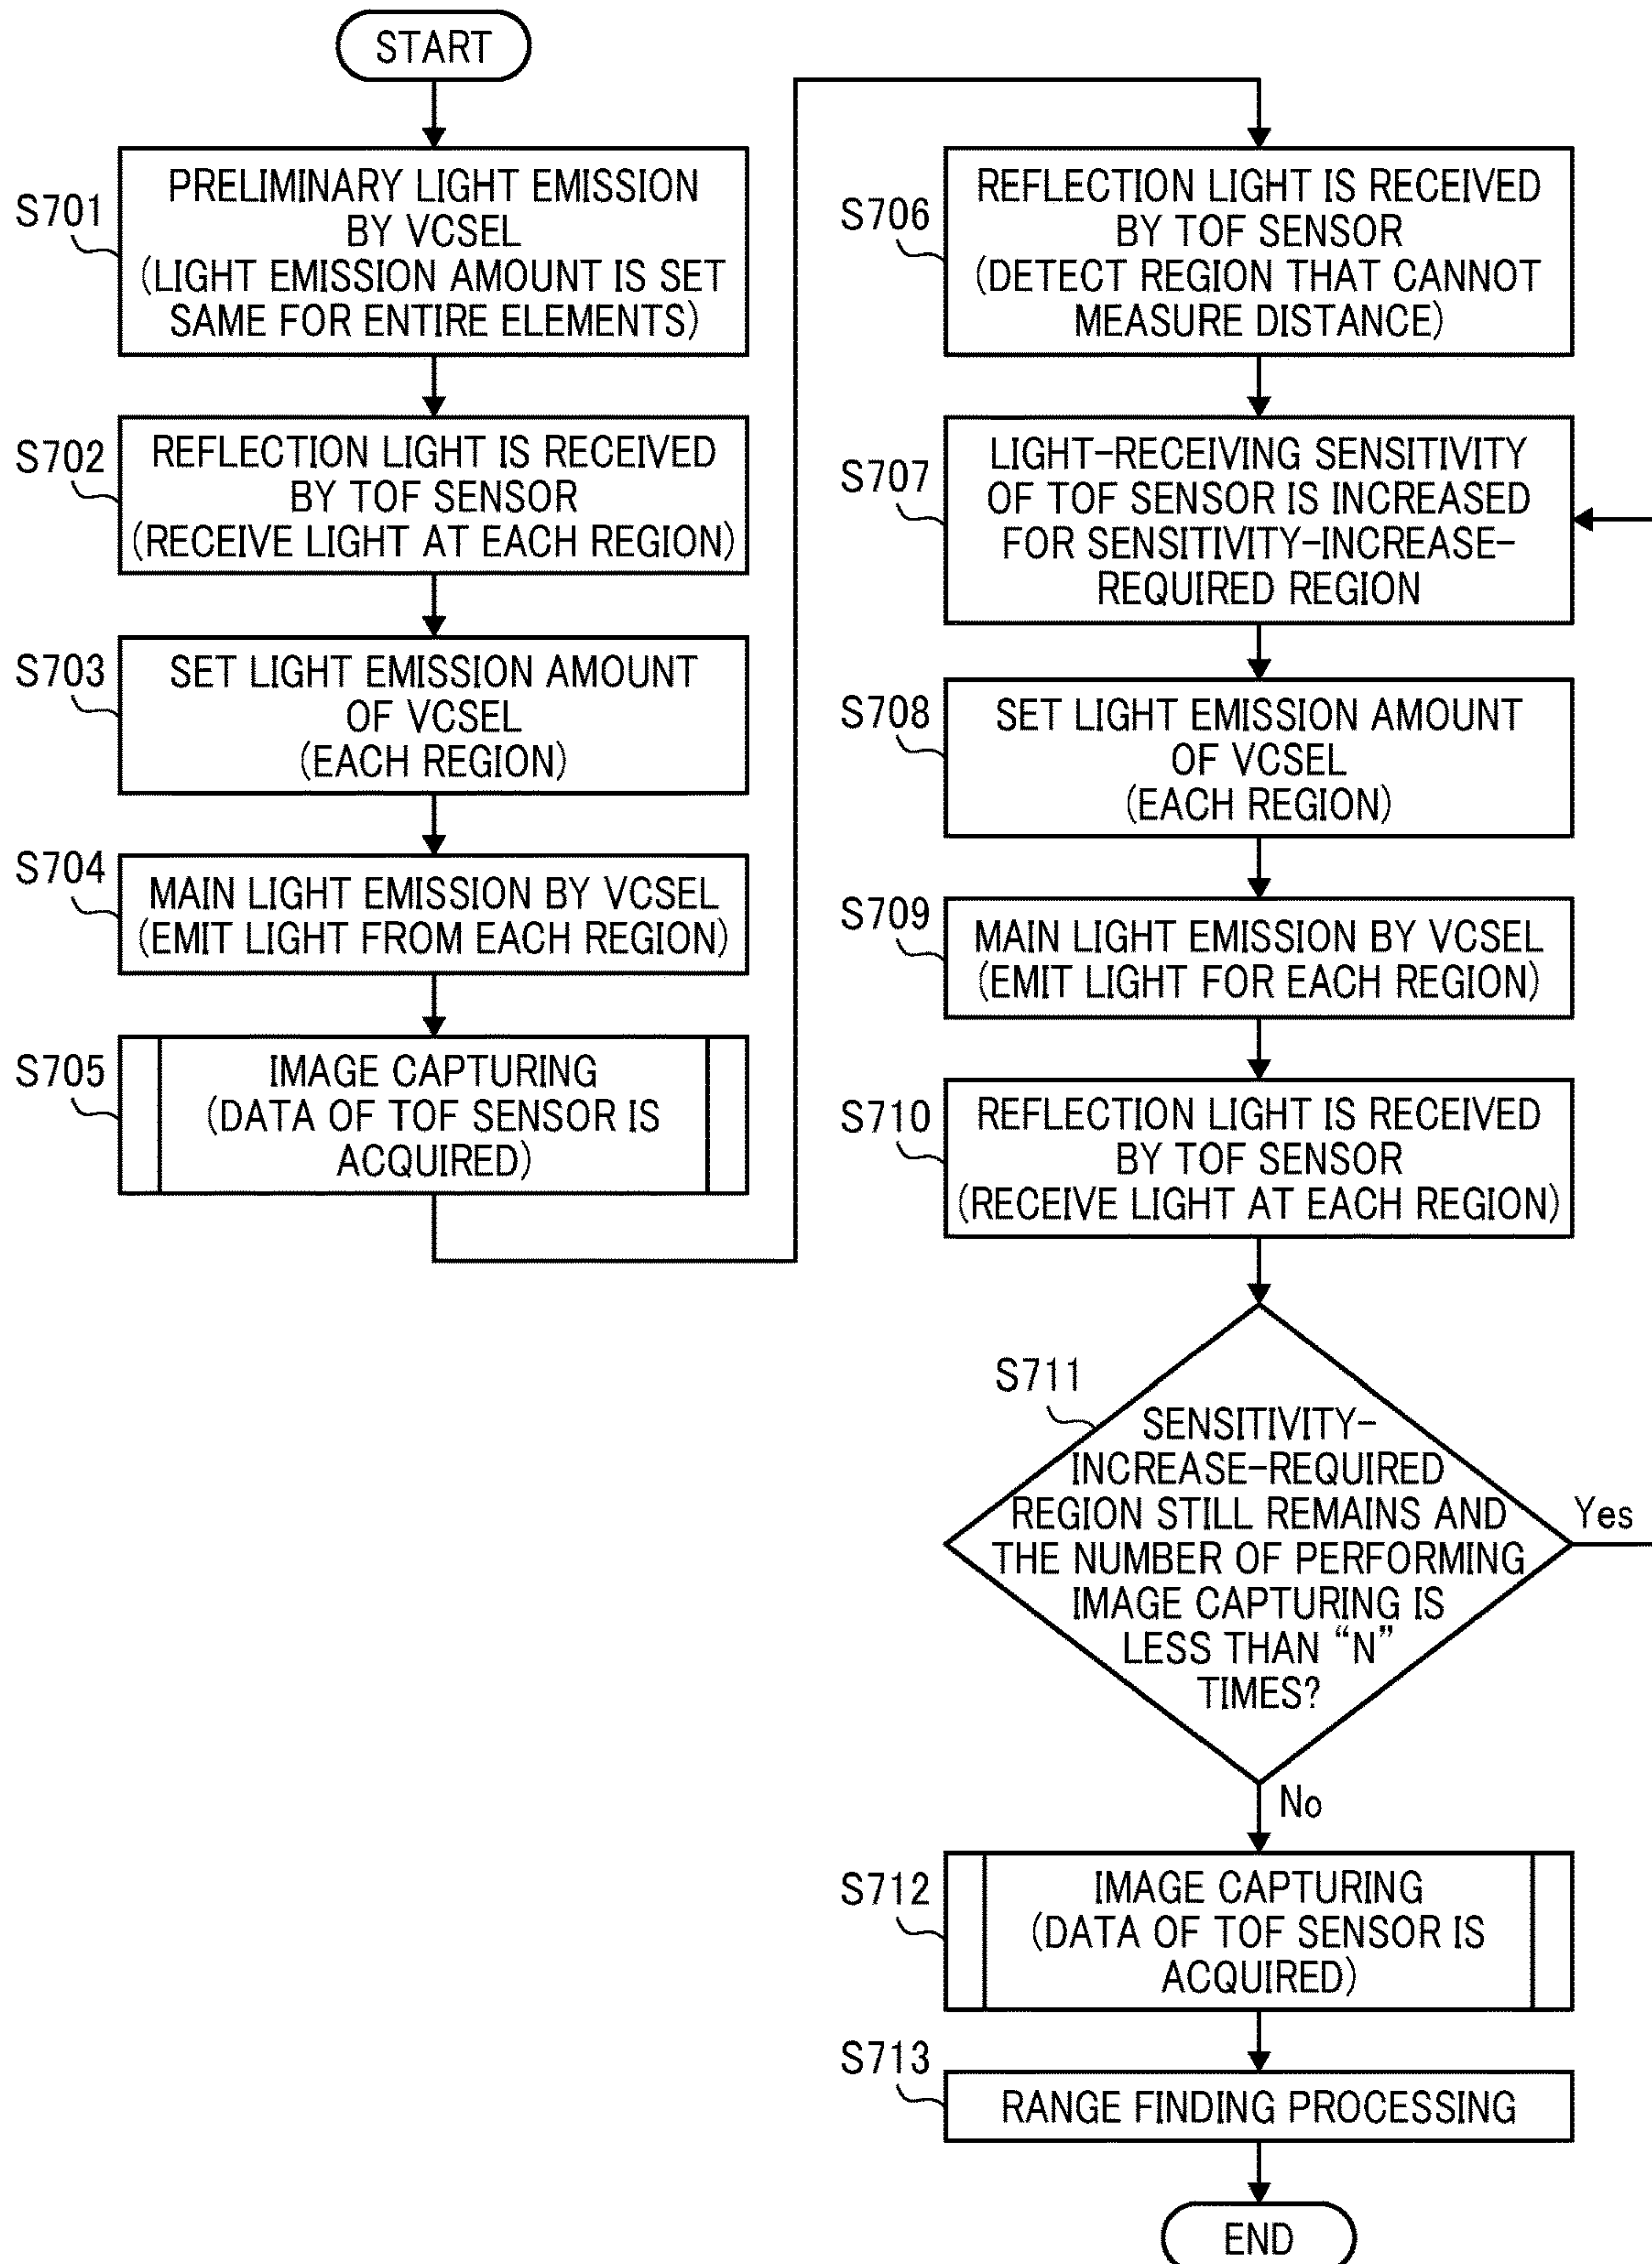 START
S701
PRELIMINARY LIGHT EMISSION
BY VCSEL
(LIGHT EMISSION AMOUNT IS SET
SAME FOR ENTIRE ELEMENTS)
S702
REFLECTION LIGHT IS RECEIVED
BY TOF SENSOR
(RECEIVE LIGHT AT EACH REGION)
S703
SET LIGHT EMISSION AMOUNT
OF VCSEL
(EACH REGION)
S704
MAIN LIGHT EMISSION BY VCSEL
(EMIT LIGHT FROM EACH REGION)
S705
IMAGE CAPTURING
(DATA OF TOF SENSOR IS
ACQUIRED)
S706
REFLECTION LIGHT IS RECEIVED
BY TOF SENSOR
(DETECT REGION THAT CANNOT
MEASURE DISTANCE)
S707
LIGHT-RECEIVING SENSITIVITY
OF TOF SENSOR IS INCREASED
FOR SENSITIVITY-INCREASE-
REQUIRED REGION
S708
SET LIGHT EMISSION AMOUNT
OF VCSEL
(EACH REGION)
S709
MAIN LIGHT EMISSION BY VCSEL
(EMIT LIGHT FOR EACH REGION)
S710
REFLECTION LIGHT IS RECEIVED
BY TOF SENSOR
(RECEIVE LIGHT AT EACH REGION)
S711
SENSITIVITY-
INCREASE-REQUIRED
REGION STILL REMAINS AND
THE NUMBER OF PERFORMING
IMAGE CAPTURING IS
LESS THAN “N”
TIMES?
Yes
No
S712
IMAGE CAPTURING
(DATA OF TOF SENSOR IS
ACQUIRED)
S713
RANGE FINDING PROCESSING
END